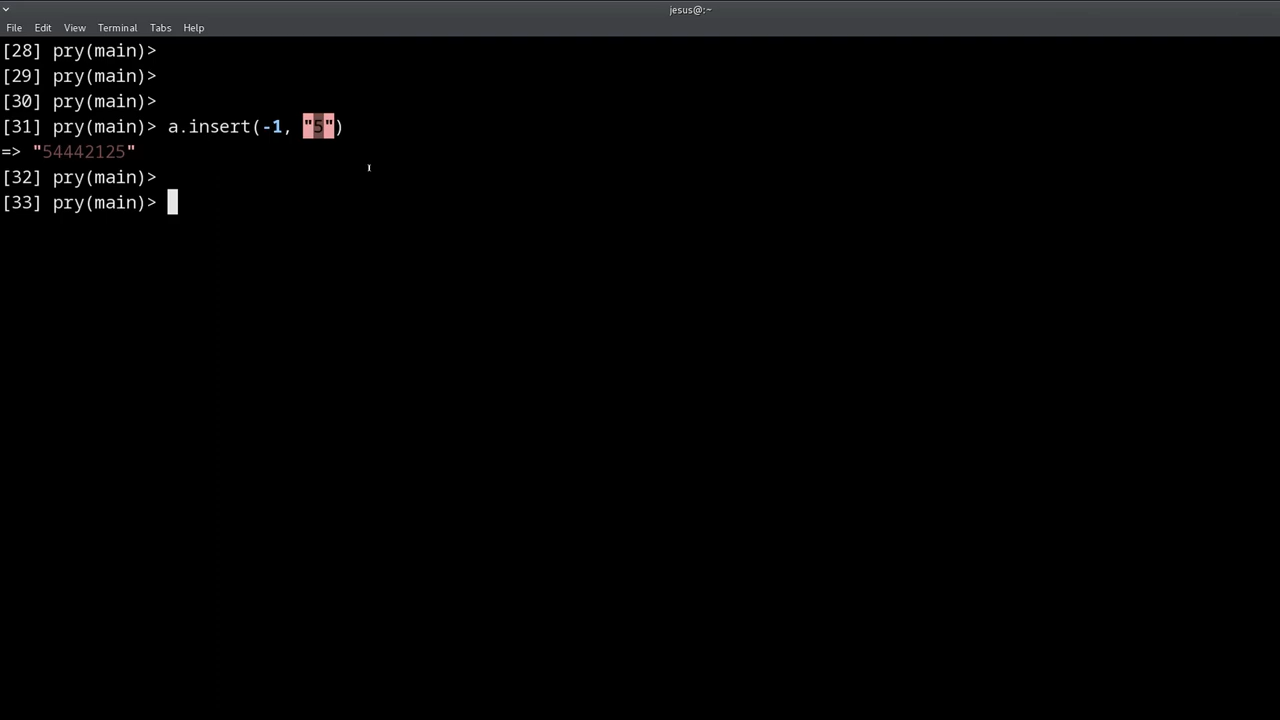 jesus@:~
File Edit View Terminal Tabs Help
[28] pry(main)>
[29] pry(main)>
[30] pry(main)>
[31] pry(main)> a.insert(-1, "5")
=> "54442125"
[32] pry(main)>
[33] pry(main)>